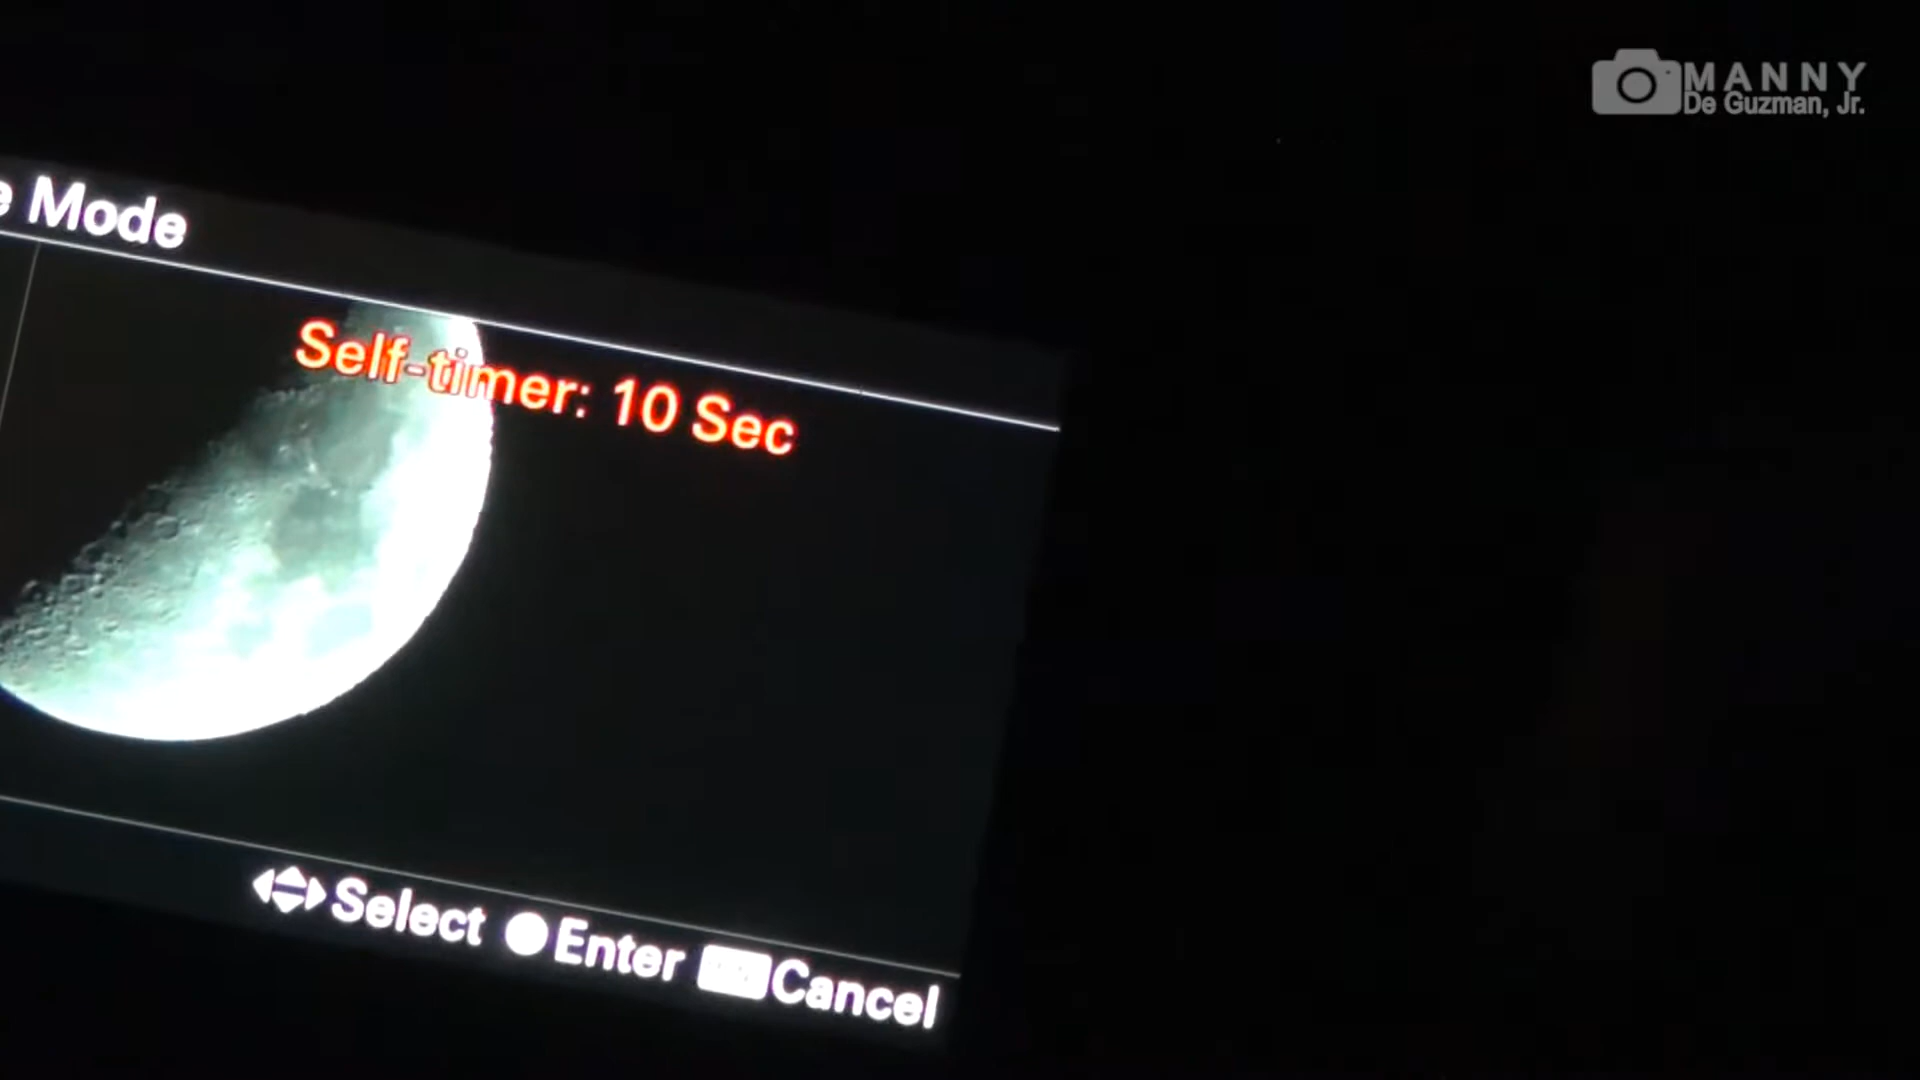 MANNY
De Guzman, Jr.
e Mode
Self-timer: 10 Sec
Select Enter Cancel